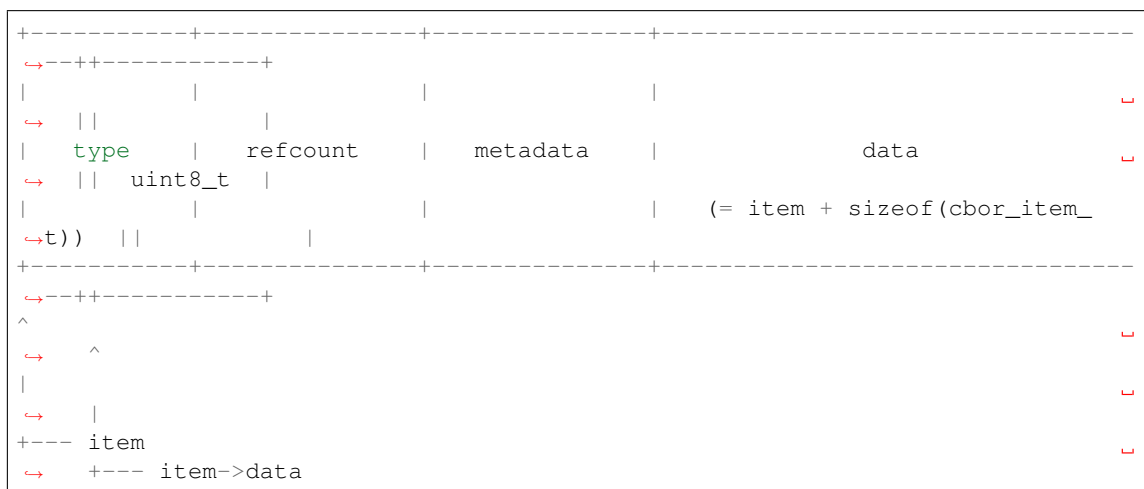 +-----------+---------------+---------------+--------------------------------
↪--++-----------+
|           |               |               |                               ␣
↪  ||           |
|   type    |   refcount    |   metadata    |              data             ␣
↪  ||  uint8_t  |
|           |               |               |   (= item + sizeof(cbor_item_
↪t))  ||           |
+-----------+---------------+---------------+--------------------------------
↪--++-----------+
^                                                                           ␣
↪   ^
|                                                                           ␣
↪   |
+--- item                                                                   ␣
↪   +--- item->data